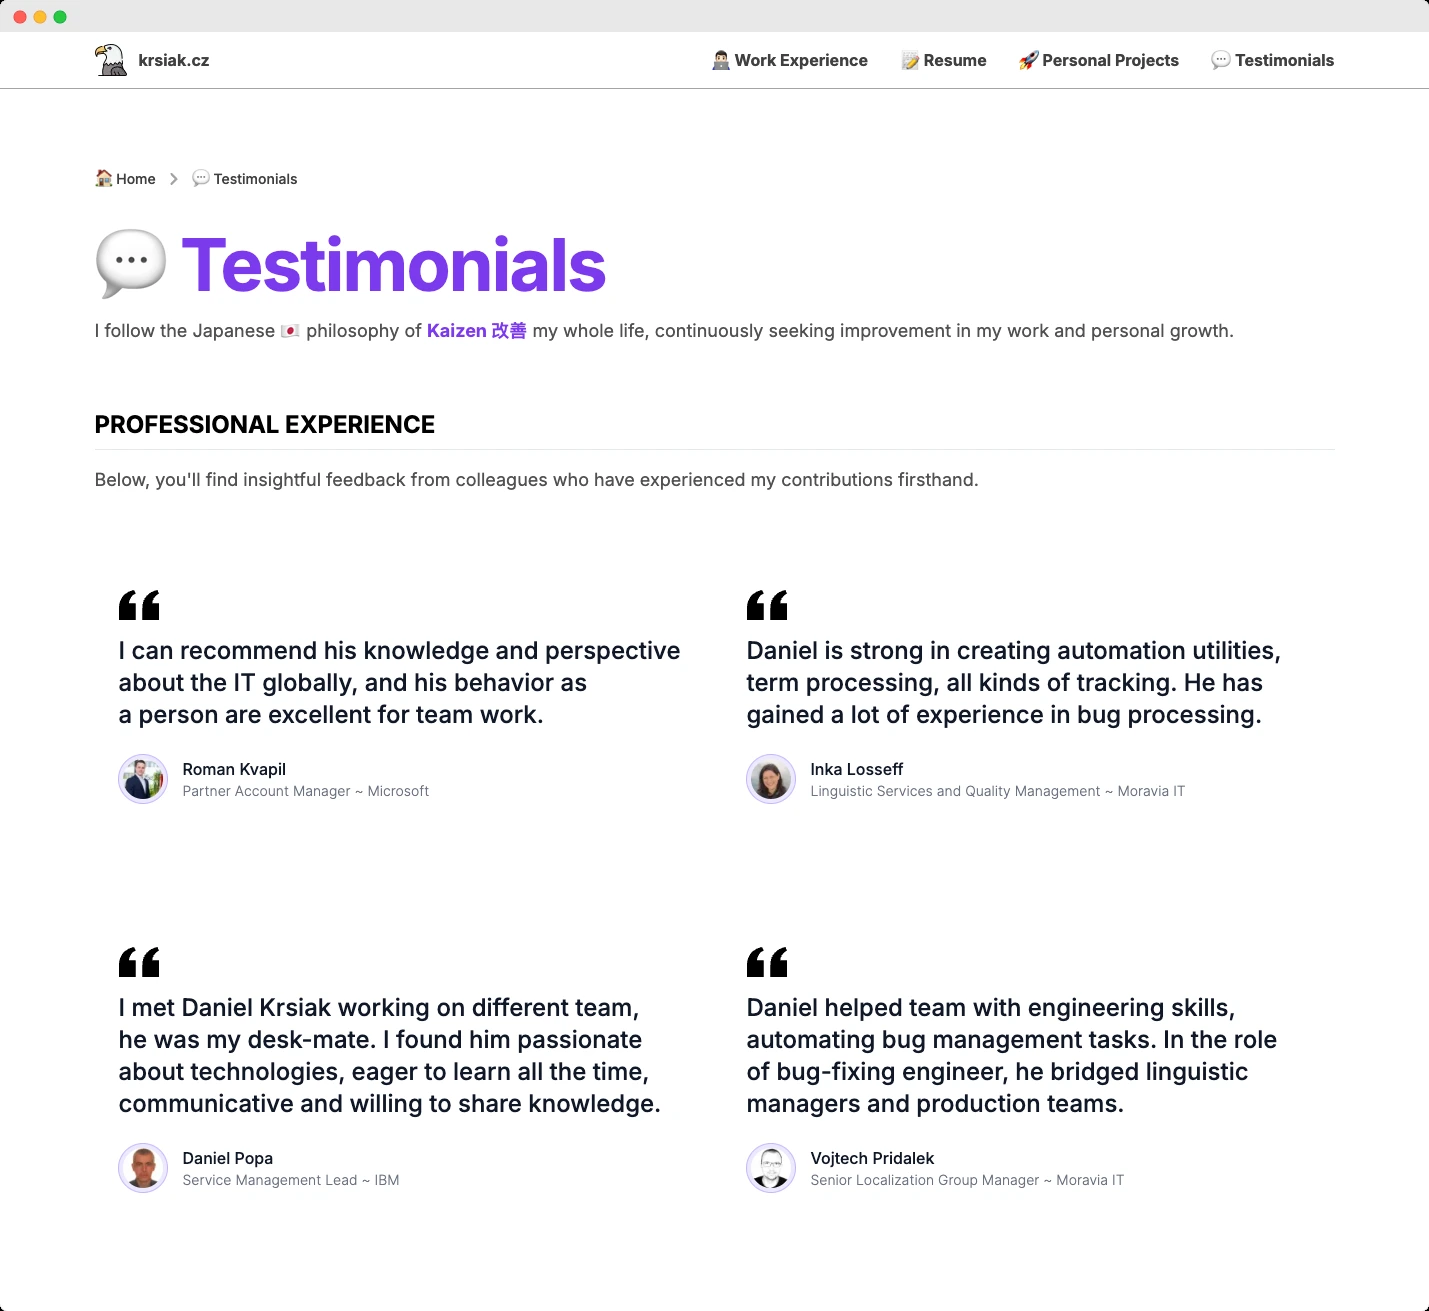 krsiak.cz
Work Experience
Resume
Personal Projects
Testimonials
Home
Testimonials
Testimonials
I follow the Japanese 🇯🇵 philosophy of Kaizen 改善 my whole life, continuously seeking improvement in my work and personal growth.
PROFESSIONAL EXPERIENCE
Below, you'll find insightful feedback from colleagues who have experienced my contributions firsthand.
I can recommend his knowledge and perspective
about the IT globally, and his behavior as
a person are excellent for team work.
Roman Kvapil
Partner Account Manager ~ Microsoft
Daniel is strong in creating automation utilities,
term processing, all kinds of tracking. He has
gained a lot of experience in bug processing.
Inka Losseff
Linguistic Services and Quality Management ~ Moravia IT
I met Daniel Krsiak working on different team,
he was my desk-mate. I found him passionate
about technologies, eager to learn all the time,
communicative and willing to share knowledge.
Daniel Popa
Service Management Lead ~ IBM
Daniel helped team with engineering skills,
automating bug management tasks. In the role
of bug-fixing engineer, he bridged linguistic
managers and production teams.
Vojtech Pridalek
Senior Localization Group Manager ~ Moravia IT